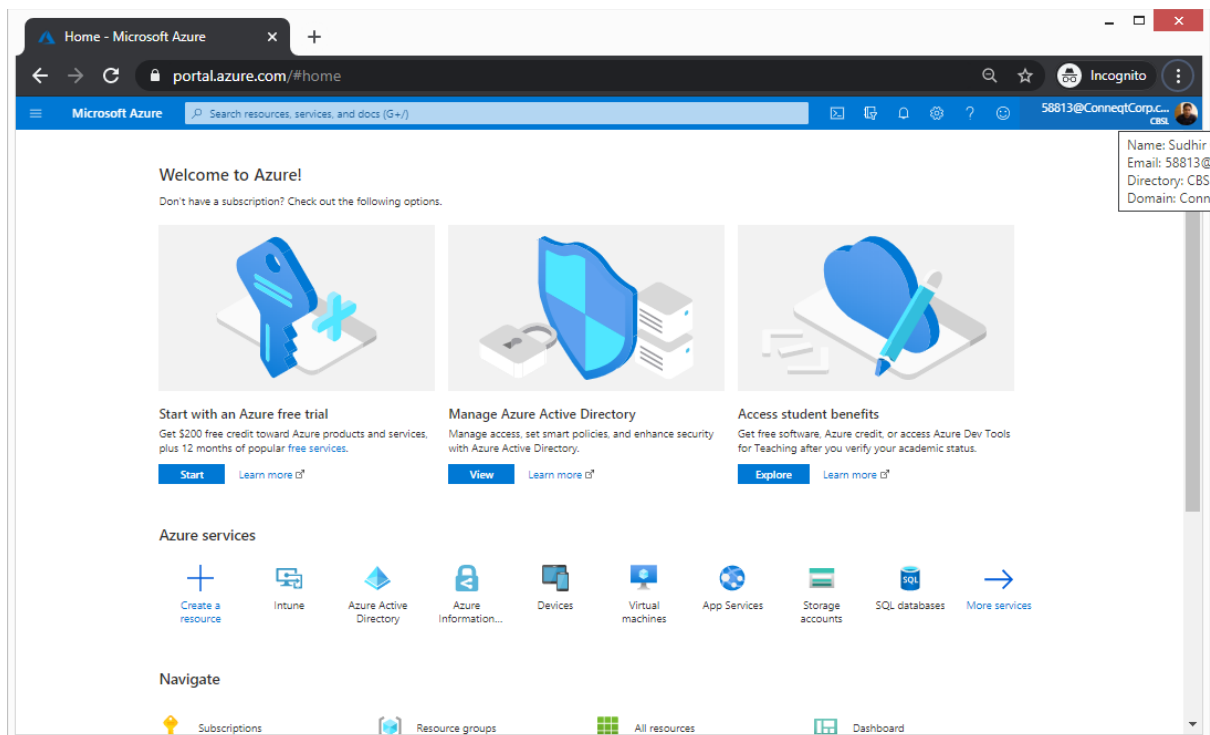 Home - Microsoft Azure
portal.azure.com/#home
Incognito
Microsoft Azure
Search resources, services, and docs (G+/)
58813@ConneqtCorp.c...
CBSL
Name: Sudhir
Email: 58813@
Directory: CBS
Domain: Conn
Welcome to Azure!
Don't have a subscription? Check out the following options.
Start with an Azure free trial
Get $200 free credit toward Azure products and services,
plus 12 months of popular free services.
Start Learn more
Manage Azure Active Directory
Manage access, set smart policies, and enhance security
with Azure Active Directory.
View Learn more
Access student benefits
Get free software, Azure credit, or access Azure Dev Tools
for Teaching after you verify your academic status.
Explore Learn more
Azure services
Create a
resource
Intune
Azure Active
Directory
Azure
Information...
Devices
Virtual
machines
App Services
Storage
accounts
SQL
SQL databases
More services
Navigate
Subscriptions
Resource groups
All resources
Dashboard